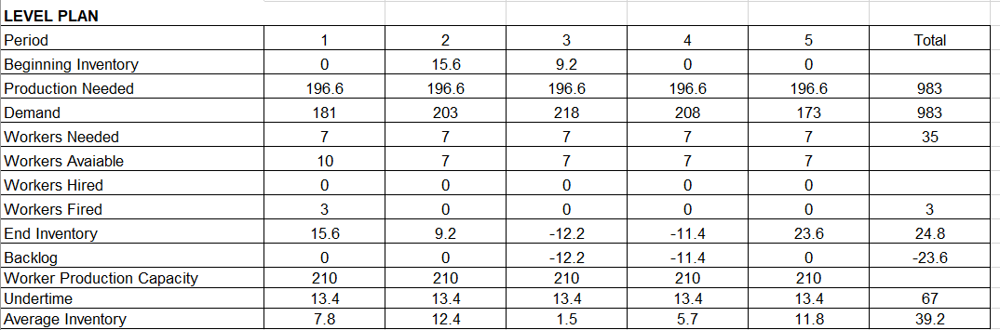 LEVEL PLAN
Period 1 2 3 4 5 Total
Beginning Inventory 0 15.6 9.2 0 0
Production Needed 196.6 196.6 196.6 196.6 196.6 983
Demand 181 203 218 208 173 983
Workers Needed 7 7 7 7 7 35
Workers Avaiable 10 7 7 7 7
Workers Hired 0 0 0 0 0
Workers Fired 3 0 0 0 0 3
End Inventory 15.6 9.2 -12.2 -11.4 23.6 24.8
Backlog 0 0 -12.2 -11.4 0 -23.6
Worker Production Capacity 210 210 210 210 210
Undertime 13.4 13.4 13.4 13.4 13.4 67
Average Inventory 7.8 12.4 1.5 5.7 11.8 39.2